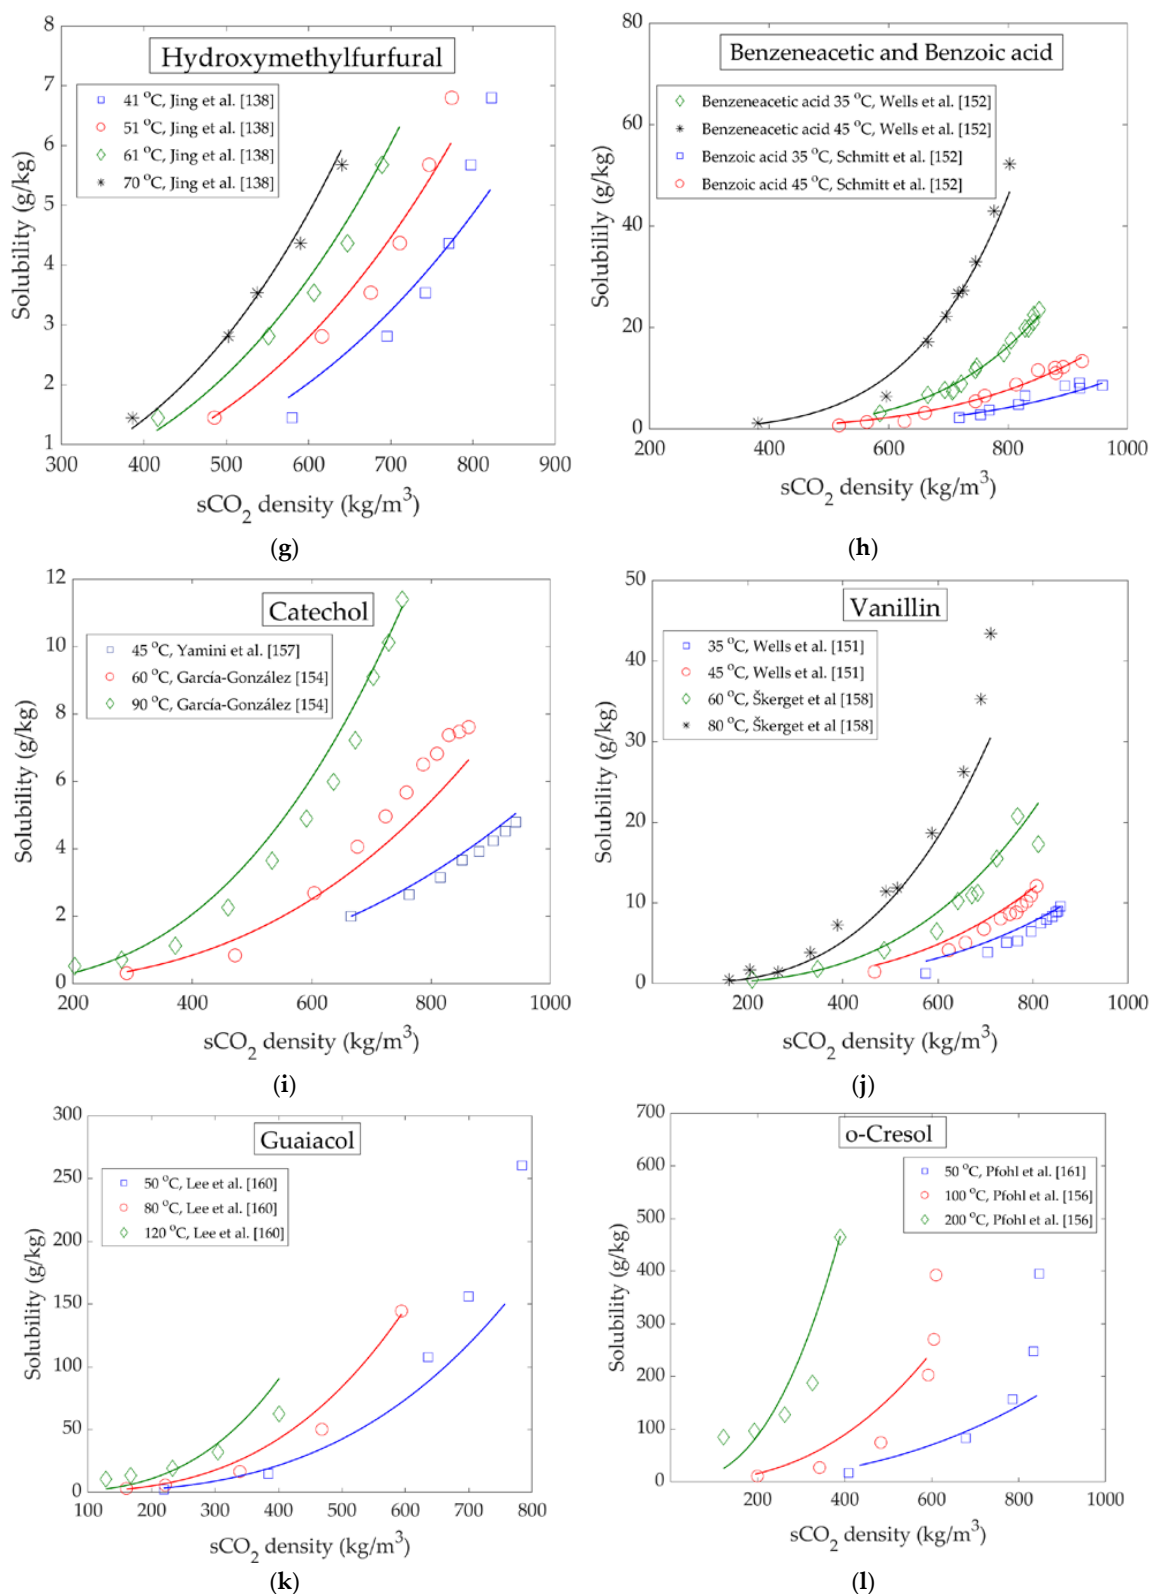 Hydroxymethylfurfural
41 °C, Jing et al. [138]
51 °C, Jing et al. [138]
61 °C, Jing et al. [138]
70 °C, Jing et al. [138]
Solubility (g/kg)
8
7
6
5
4
3
2
1
300 400 500 600 700 800 900
sCO2 density (kg/m3)
(g)
Benzeneacetic and Benzoic acid
Benzeneacetic acid 35 °C, Wells et al. [152]
Benzeneacetic acid 45 °C, Wells et al. [152]
Benzoic acid 35 °C, Schmitt et al. [152]
Benzoic acid 45 °C, Schmitt et al. [152]
Solubilily (g/kg)
80
60
40
20
0
200 400 600 800 1000
sCO2 density (kg/m3)
(h)
Catechol
45 °C, Yamini et al. [157]
60 °C, García-González [154]
90 °C, García-González [154]
Solubility (g/kg)
12
10
8
6
4
2
0
200 400 600 800 1000
sCO2 density (kg/m3)
(i)
Vanillin
35 °C, Wells et al. [151]
45 °C, Wells et al. [151]
60 °C, Škerget et al [158]
80 °C, Škerget et al [158]
Solubility (g/kg)
50
40
30
20
10
0
200 400 600 800 1000
sCO2 density (kg/m3)
(j)
Guaiacol
50 °C, Lee et al. [160]
80 °C, Lee et al. [160]
120 °C, Lee et al. [160]
Solubility (g/kg)
300
250
200
150
100
50
0
100 200 300 400 500 600 700 800
sCO2 density (kg/m3)
(k)
o-Cresol
50 °C, Pfohl et al. [161]
100 °C, Pfohl et al. [156]
200 °C, Pfohl et al. [156]
Solubility (g/kg)
700
600
500
400
300
200
100
0
0 200 400 600 800 1000
sCO2 density (kg/m3)
(l)